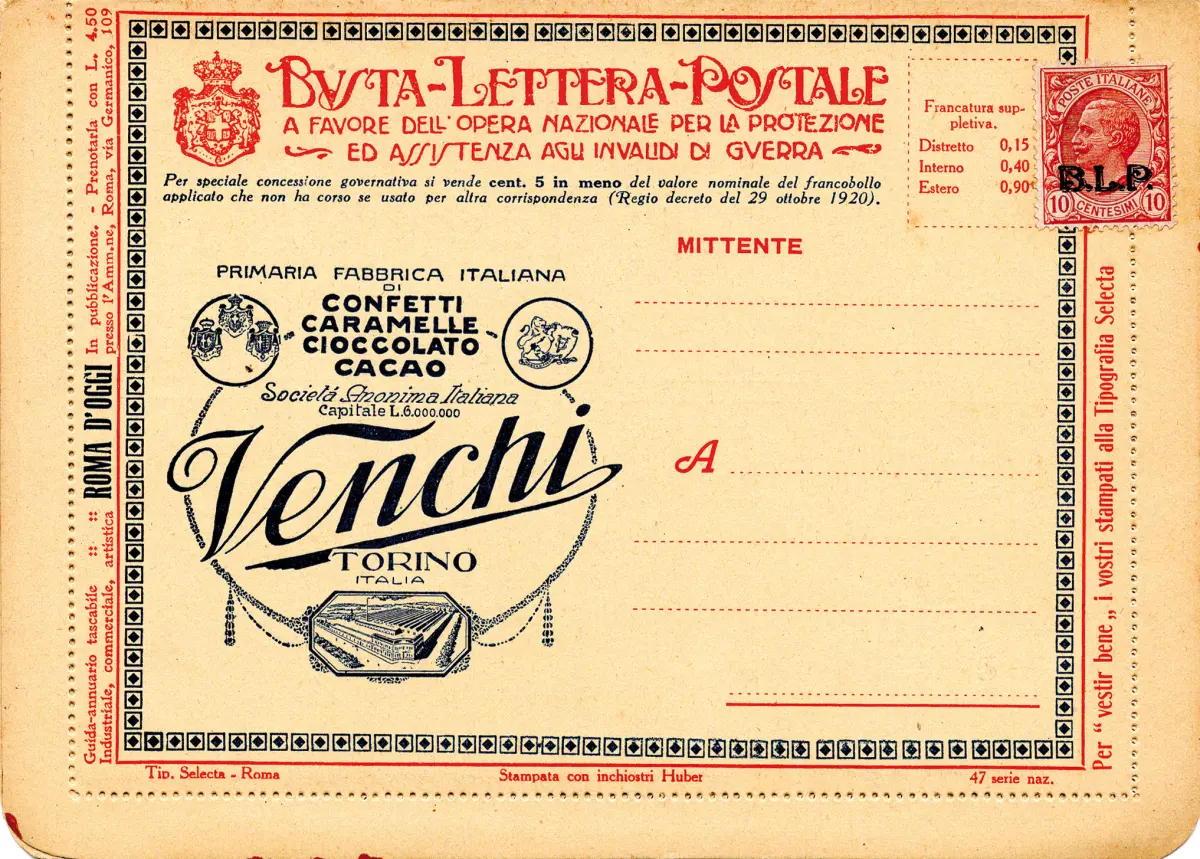 BUSTA-LETTERA-POSTALE
A FAVORE DELL'OPERA NAZIONALE PER LA PROTEZIONE
ED ASSISTENZA AGLI INVALIDI DI GVERRA
Per speciale concessione governativa si vende cent. 5 in meno del valore nominale del francobollo
applicato che non ha corso se usato per altra corrispondenza (Regio decreto del 29 ottobre 1920).
Francatura sup-
pletiva.
Distretto 0,15
Interno 0,40
Estero 0,90
POSTE ITALIANE
B.L.P.
10 CENTESIMI 10
MITTENTE
PRIMARIA FABBRICA ITALIANA
DI
CONFETTI
CARAMELLE
CIOCCOLATO
CACAO
Società Anonima Italiana
Capitale L.6.000.000
Venchi
TORINO
ITALIA
A
Guida-annuario tascabile :: :: ROMA D'OGGI In pubblicazione. - Prenotarla con L. 4.50
Industriale, commerciale, artistica presso l'Amm.ne, Roma, via Germanico, 109
Per "vestir bene„ i vostri stampati alla Tipografia Selecta
Tip. Selecta - Roma
Stampata con inchiostri Huber
47 serie naz.